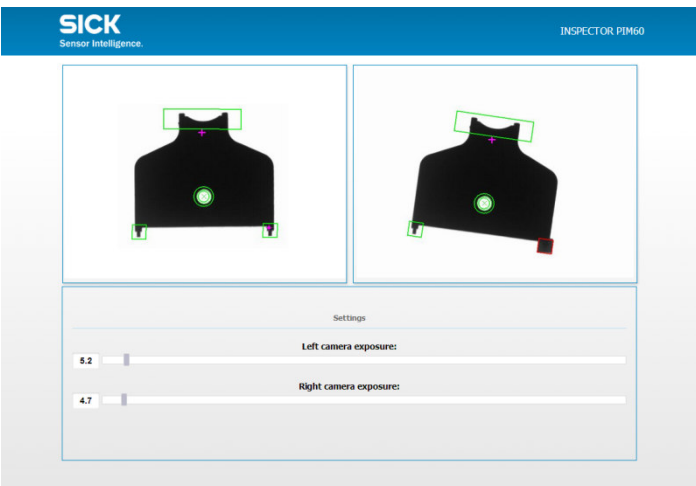 SICK
Sensor Intelligence.
INSPECTOR PIM60
Settings
Left camera exposure:
5.2
Right camera exposure:
4.7